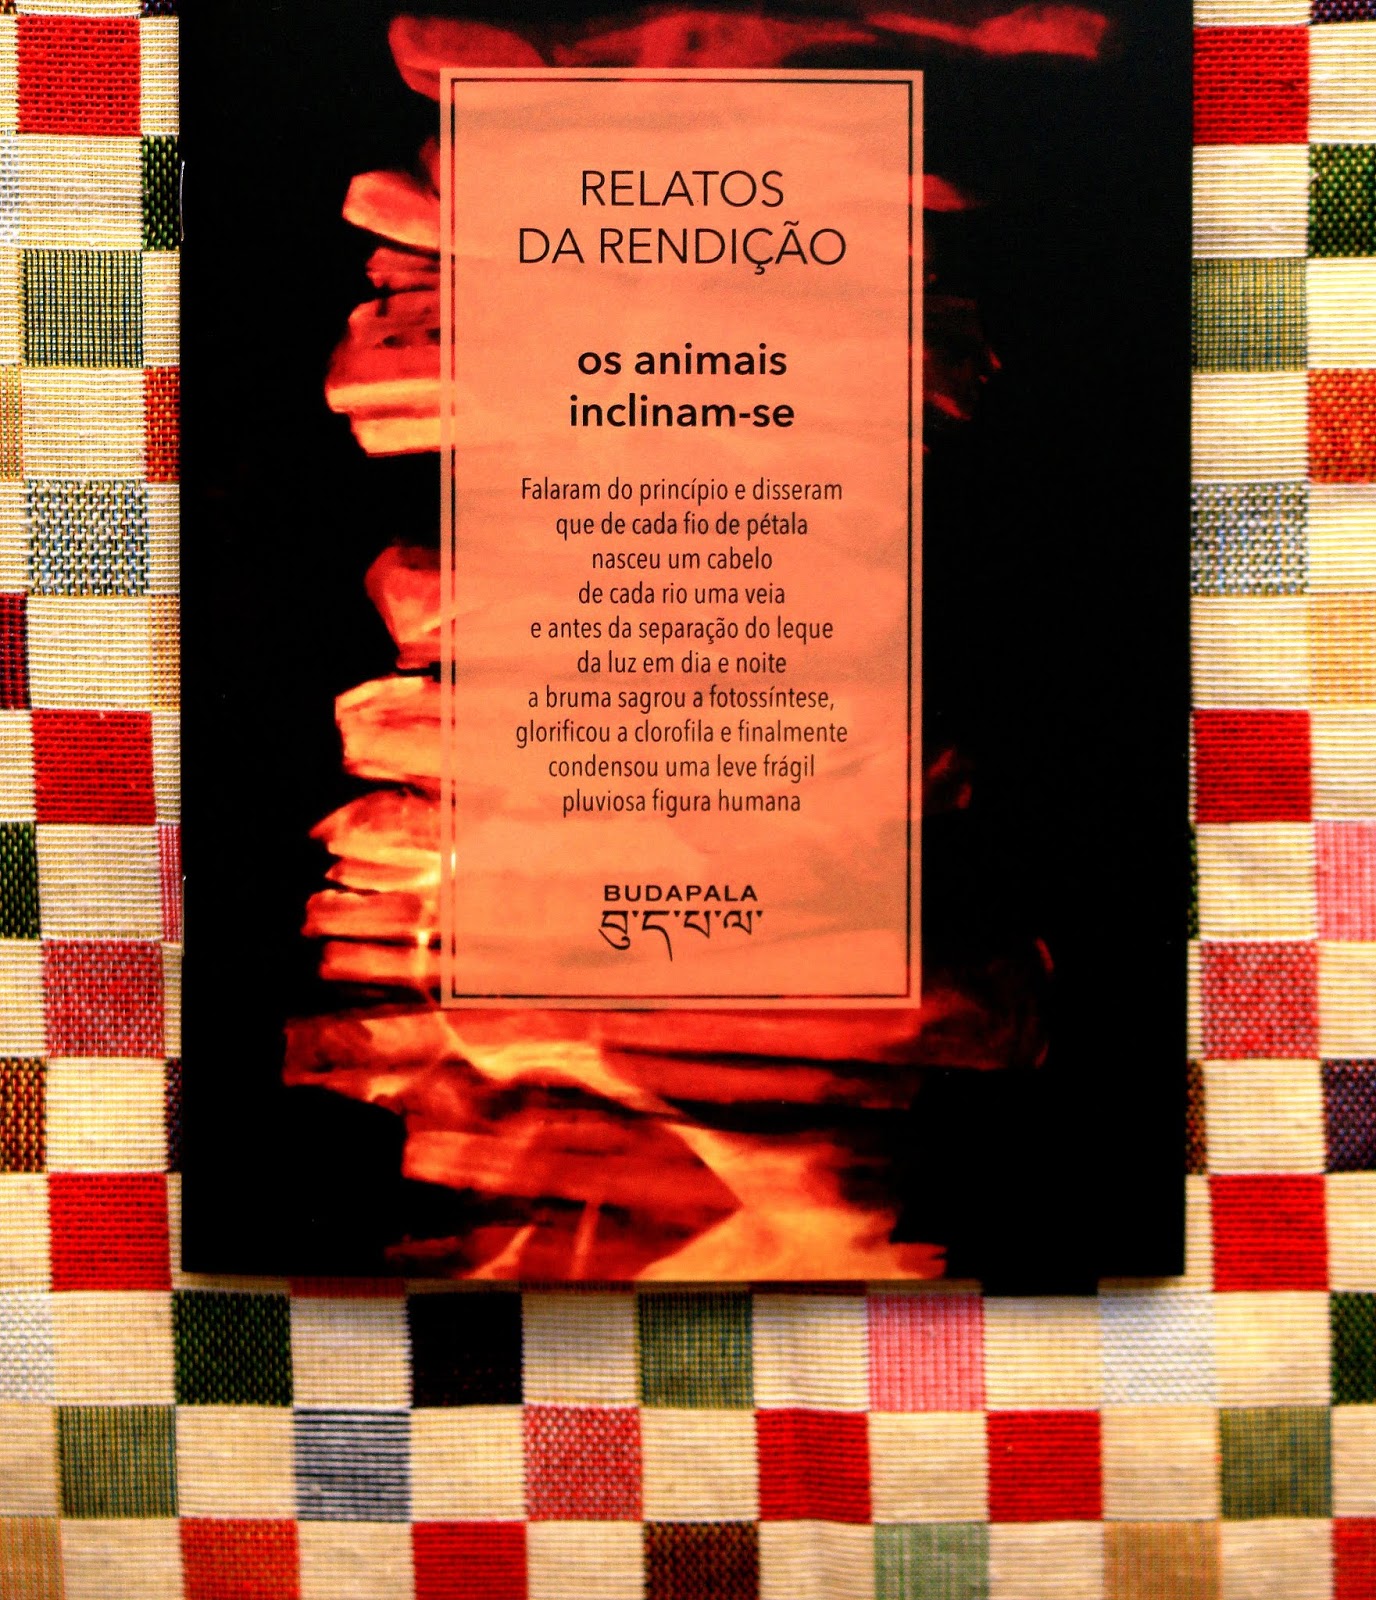 RELATOS
DA RENDIÇÃO
os animais
inclinam-se
Falaram do princípio e disseram
que de cada fio de pétala
nasceu um cabelo
de cada rio uma veia
e antes da separação do leque
da luz em dia e noite
a bruma sagrou a fotossíntese,
glorificou a clorofila e finalmente
condensou uma leve frágil
pluviosa figura humana
BUDAPALA
བུ་ད་པ་ལ་